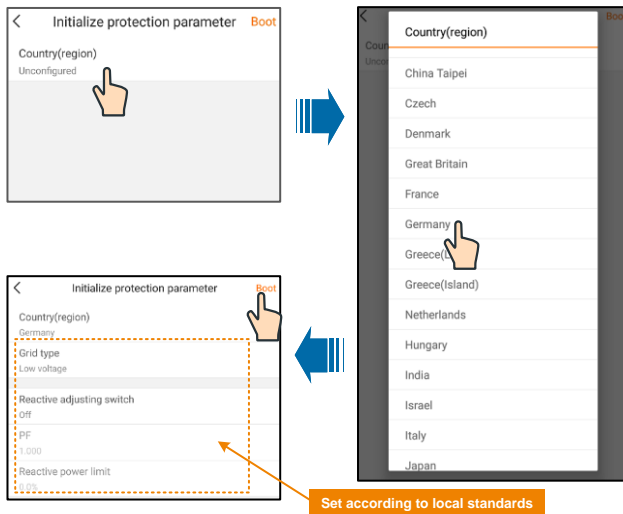 Initialize protection parameter Boot
Country(region)
Unconfigured
Country(region)
China Taipei
Czech
Denmark
Great Britain
France
Germany
Greece(
Greece(Island)
Netherlands
Hungary
India
Israel
Italy
Japan
Boot
Initialize protection parameter Boot
Country(region)
Germany
Grid type
Low voltage
Reactive adjusting switch
Off
PF
1.000
Reactive power limit
0.0%
Set according to local standards